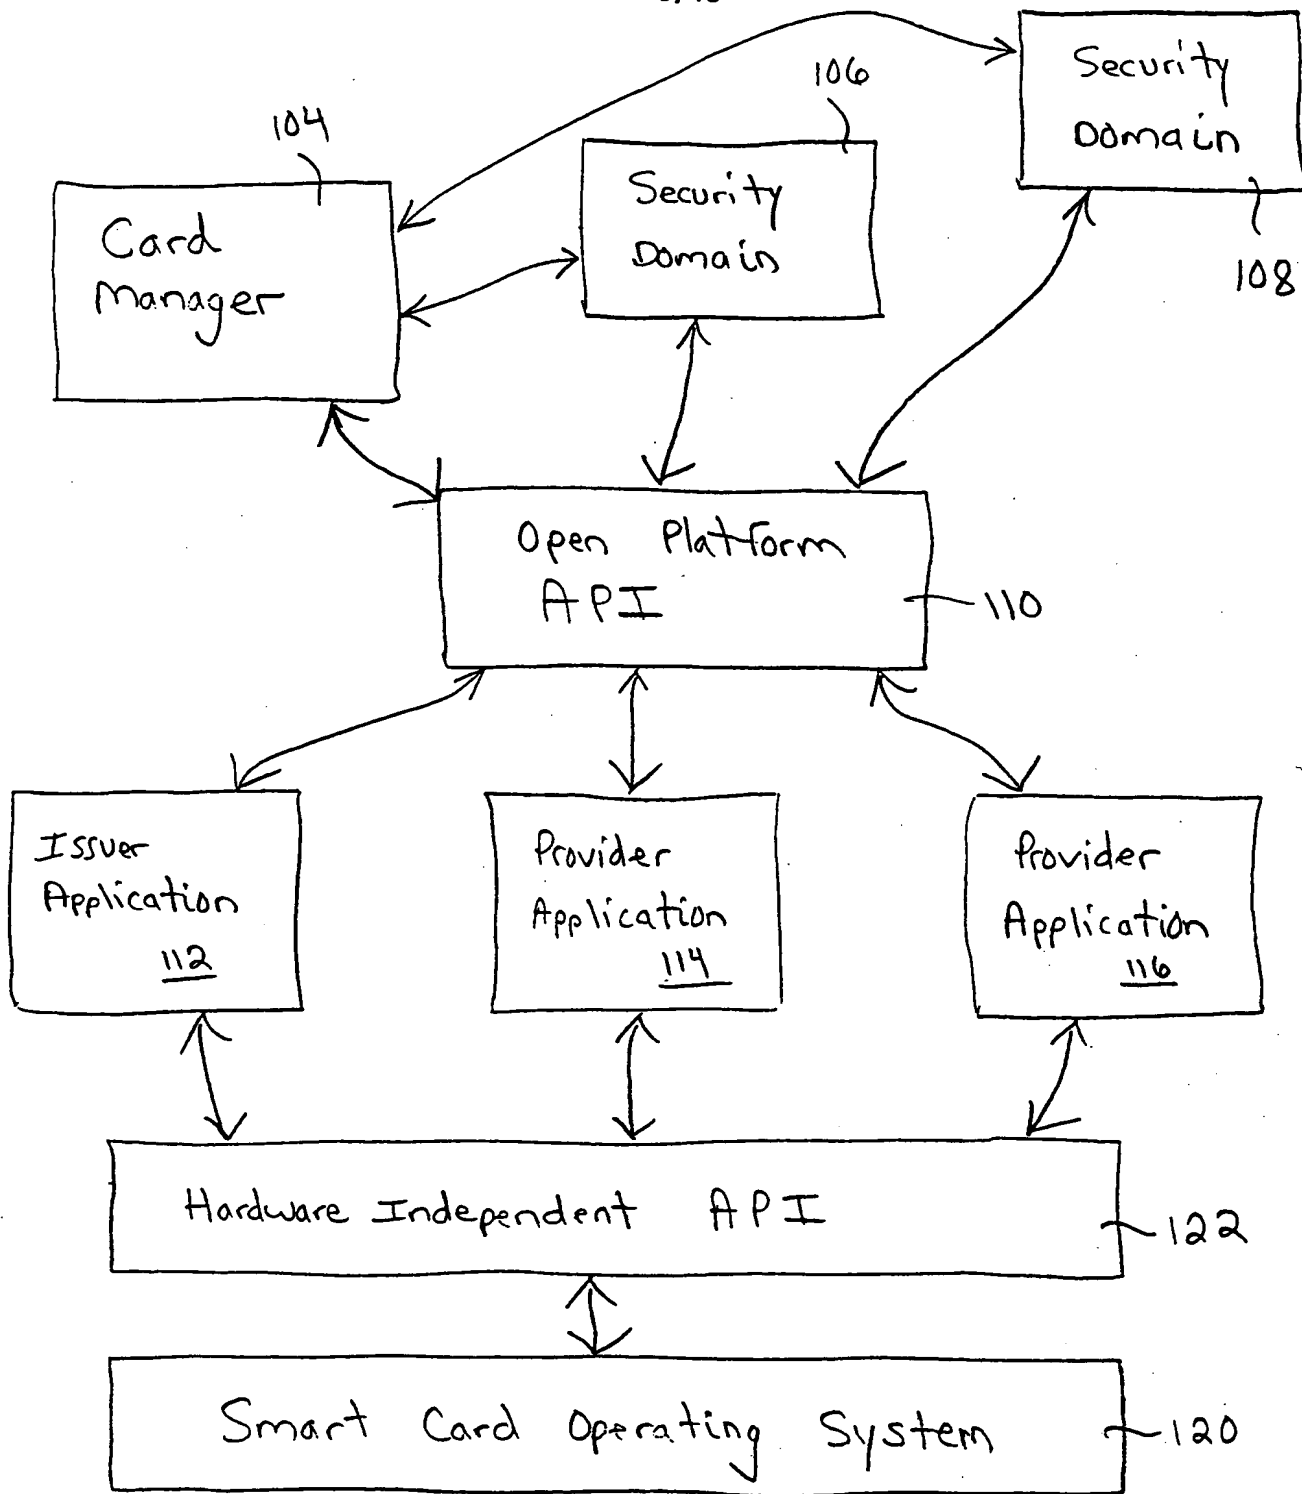 Security
Domain
108
106
Security
Domain
104
Card
Manager
Open Platform
API
110
Issuer
Application
112
Provider
Application
114
Provider
Application
116
Hardware Independent API
122
Smart Card Operating System
120